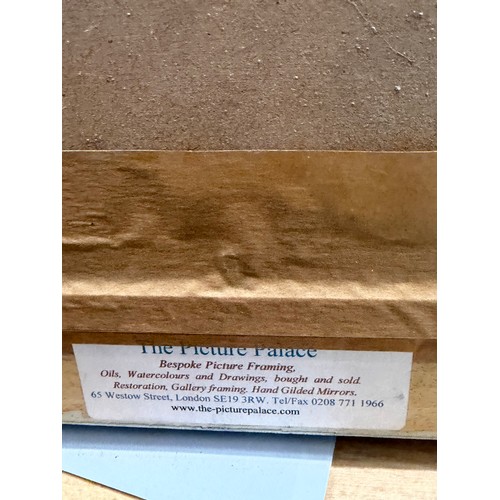 The Picture Palace
Bespoke Picture Framing,
Oils, Watercolours and Drawings, bought and sold.
Restoration, Gallery framing. Hand Gilded Mirrors.
65 Westow Street, London SE19 3RW. Tel/Fax 0208 771 1966
www.the-picturepalace.com